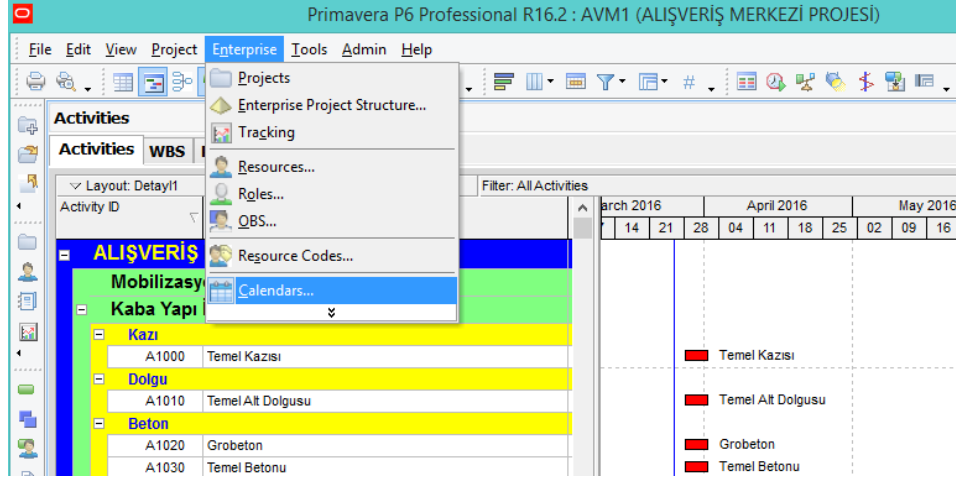 Primavera P6 Professional R16.2 : AVM1 (ALIŞVERİŞ MERKEZİ PROJESİ)
File Edit View Project Enterprise Tools Admin Help
Projects
Enterprise Project Structure...
Tracking
Resources...
Roles...
OBS...
Resource Codes...
Calendars...
Activities
Activities WBS
Layout: Detayl1
Filter: All Activities
Activity ID
arch 2016 April 2016 May 2016
14 21 28 04 11 18 25 02 09 16
ALIŞVERİŞ
Mobilizasy
Kaba Yapı
Kazı
A1000 Temel Kazısı Temel Kazısı
Dolgu
A1010 Temel Alt Dolgusu Temel Alt Dolgusu
Beton
A1020 Grobeton Grobeton
A1030 Temel Betonu Temel Betonu